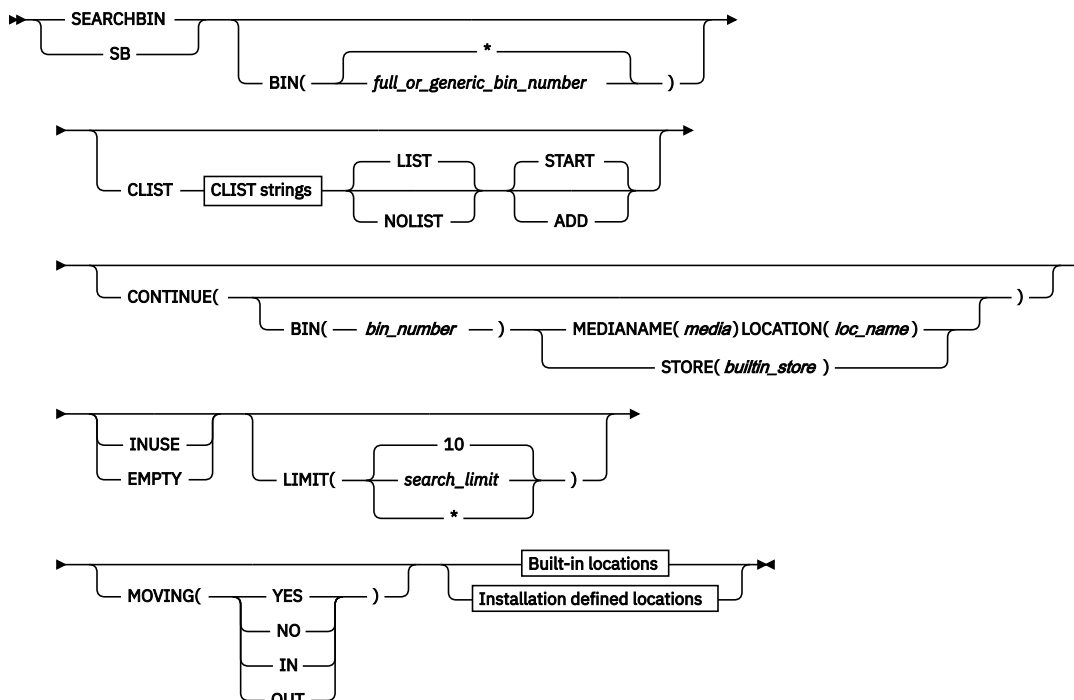 SEARCHBIN
SB
*
BIN( full_or_generic_bin_number )
LIST START
CLIST CLIST strings
NOLIST ADD
CONTINUE( )
BIN( bin_number ) MEDIANAME( media)LOCATION( loc_name)
STORE( builtin_store )
INUSE 10
EMPTY LIMIT( search_limit )
*
Built-in locations
MOVING( YES ) Installation defined locations
NO
IN
OUT